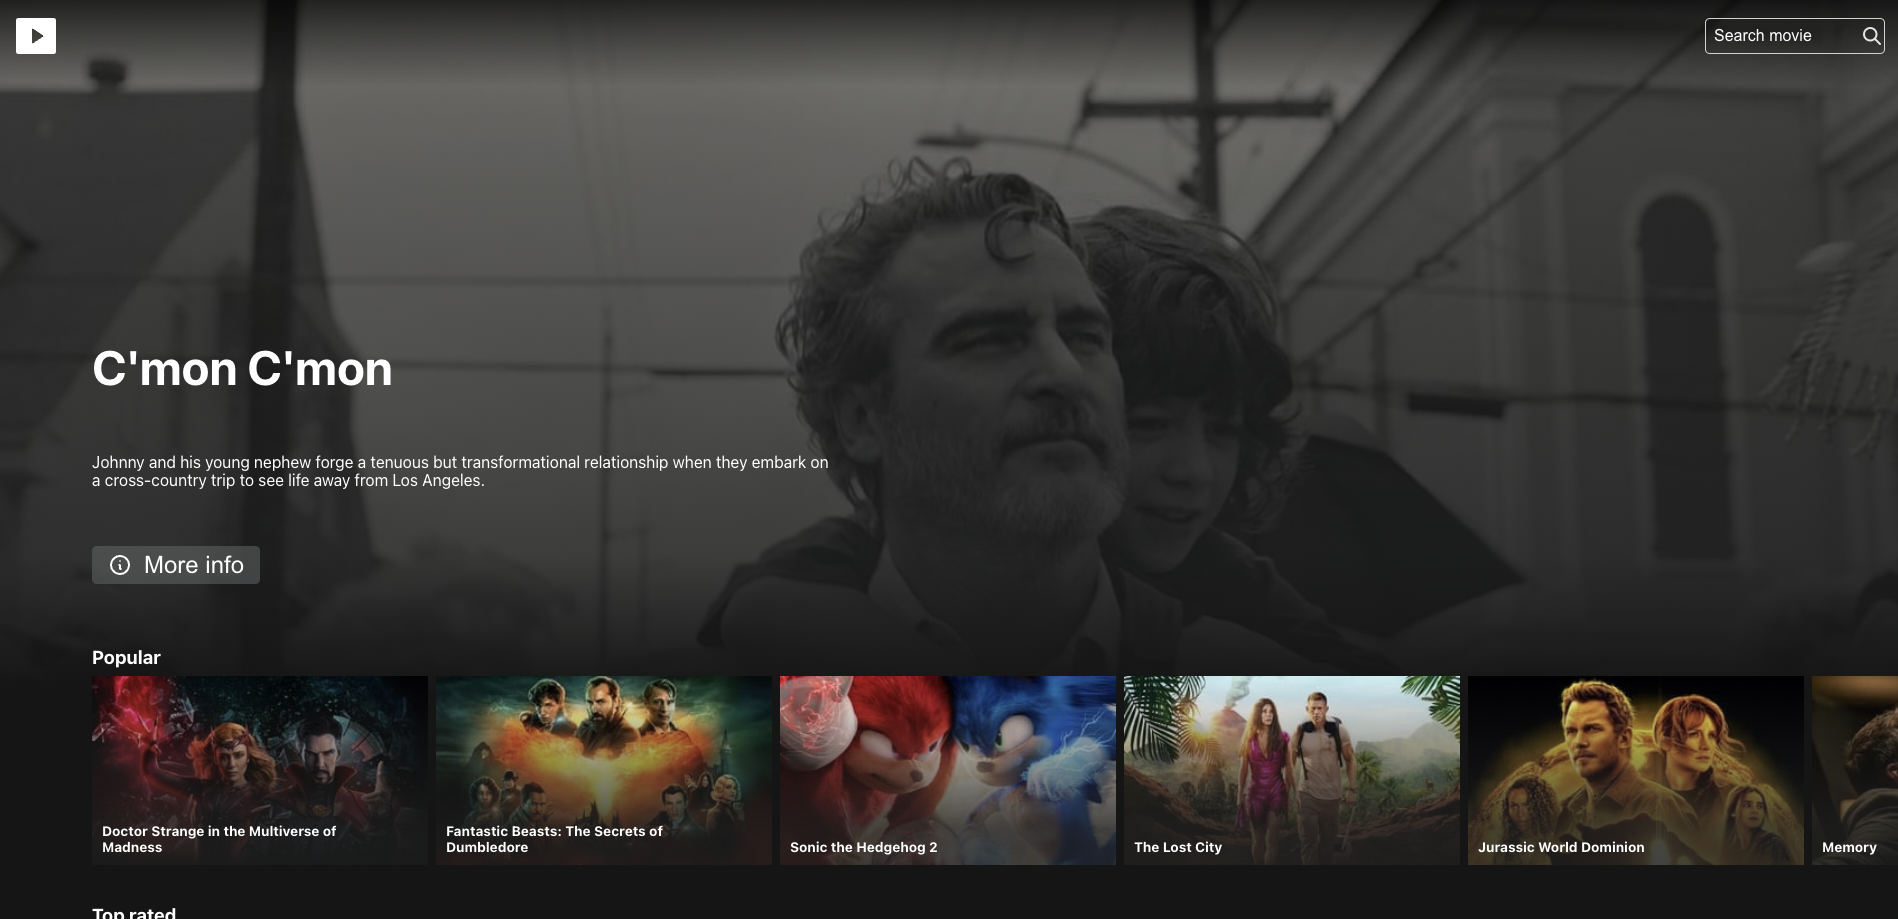 Search movie
C'mon C'mon
Johnny and his young nephew forge a tenuous but transformational relationship when they embark on
a cross-country trip to see life away from Los Angeles.
More info
Popular
Doctor Strange in the Multiverse of
Madness
Fantastic Beasts: The Secrets of
Dumbledore
Sonic the Hedgehog 2
The Lost City
Jurassic World Dominion
Memory
Top rated